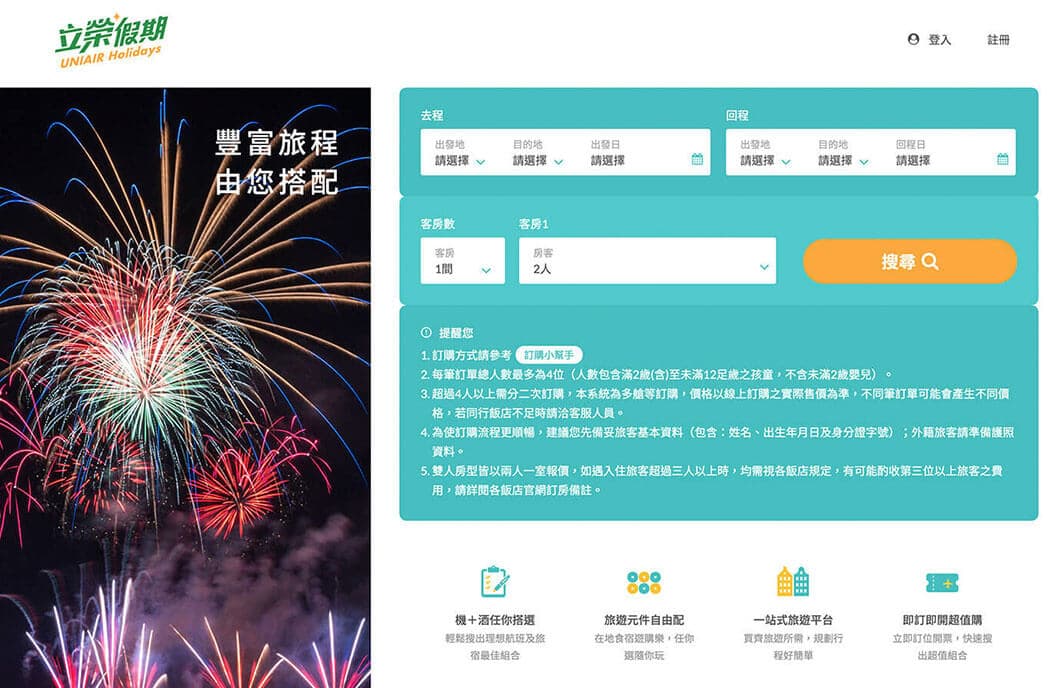 立榮假期
UNIAIR Holidays
登入
註冊
豐富旅程
由您搭配
去程
出發地
請選擇
目的地
請選擇
出發日
請選擇
回程
出發地
請選擇
目的地
請選擇
回程日
請選擇
客房數
客房
1間
客房1
房客
2人
搜尋
提醒您
1. 訂購方式請參考 訂購小幫手
2. 每筆訂單總人數最多為4位（人數包含滿2歲(含)至未滿12足歲之孩童，不含未滿2歲嬰兒）。
3. 超過4人以上需分二次訂購，本系統為多艙等訂購，價格以線上訂購之實際售價為準，不同筆訂單可能會產生不同價
格，若同行飯店不足時請洽客服人員。
4. 為使訂購流程更順暢，建議您先備妥旅客基本資料（包含：姓名、出生年月日及身分證字號）；外籍旅客請準備護照
資料。
5. 雙人房型皆以兩人一室報價，如遇入住旅客超過三人以上時，均需視各飯店規定，有可能酌收第三位以上旅客之費
用，請詳閱各飯店官網訂房備註。
機＋酒任你搭選
輕鬆搜出理想航班及旅
宿最佳組合
旅遊元件自由配
在地食宿遊購樂，任你
選隨你玩
一站式旅遊平台
買齊旅遊所需，規劃行
程好簡單
即訂即開超值購
立即訂位開票，快速搜
出超值組合